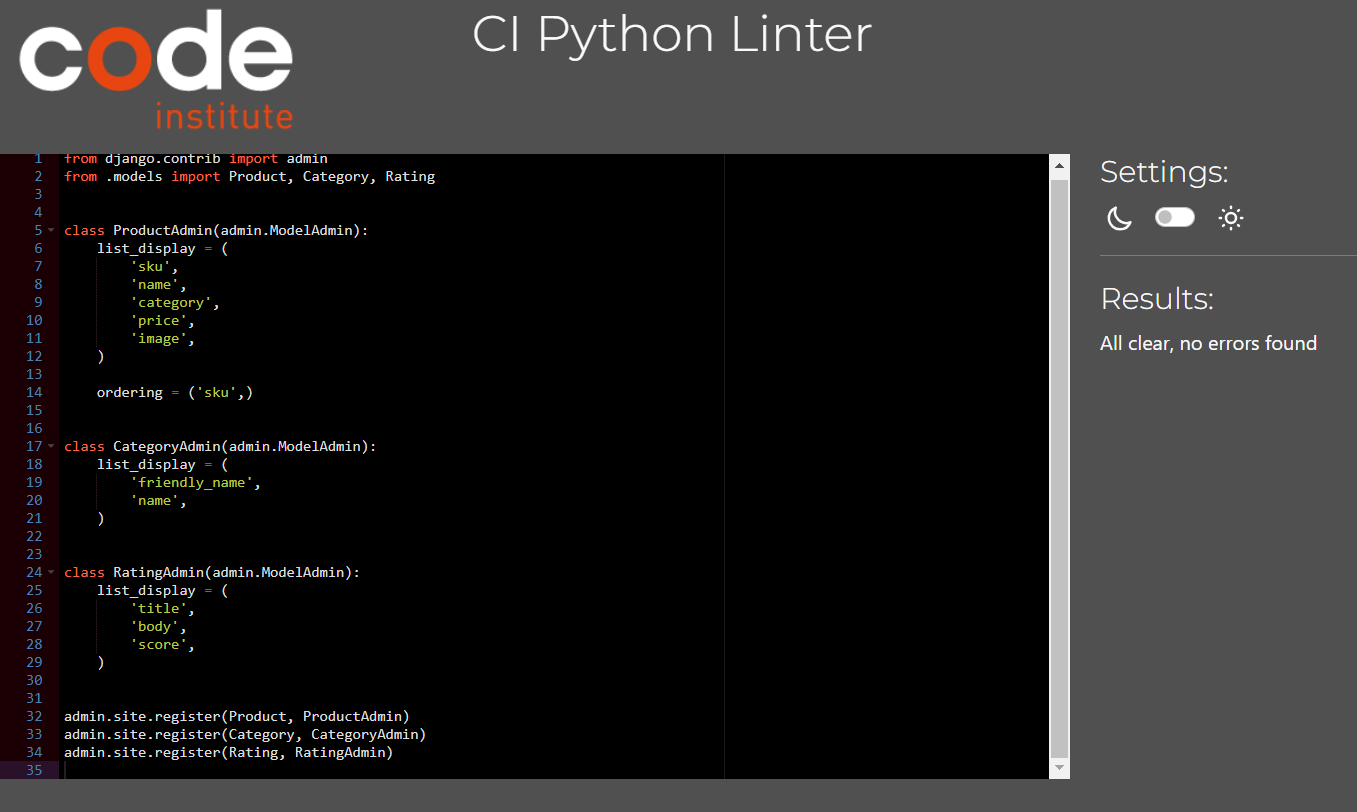 code
institute
CI Python Linter
1 from django.contrib import admin
2 from .models import Product, Category, Rating
3
4
5 class ProductAdmin(admin.ModelAdmin):
6     list_display = (
7         'sku',
8         'name',
9         'category',
10         'price',
11         'image',
12     )
13
14     ordering = ('sku',)
15
16
17 class CategoryAdmin(admin.ModelAdmin):
18     list_display = (
19         'friendly_name',
20         'name',
21     )
22
23
24 class RatingAdmin(admin.ModelAdmin):
25     list_display = (
26         'title',
27         'body',
28         'score',
29     )
30
31
32 admin.site.register(Product, ProductAdmin)
33 admin.site.register(Category, CategoryAdmin)
34 admin.site.register(Rating, RatingAdmin)
35
Settings:
Results:
All clear, no errors found